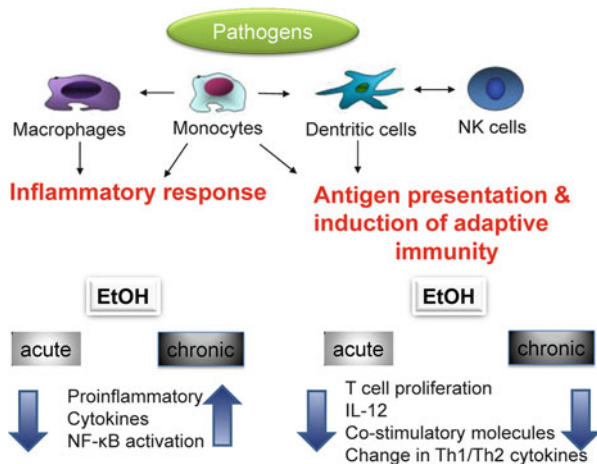 Pathogens
Macrophages
Monocytes
Dentritic cells
NK cells
Inflammatory response
Antigen presentation &
induction of adaptive
immunity
EtOH
acute
chronic
Proinflammatory
Cytokines
NF-κB activation
EtOH
acute
chronic
T cell proliferation
IL-12
Co-stimulatory molecules
Change in Th1/Th2 cytokines